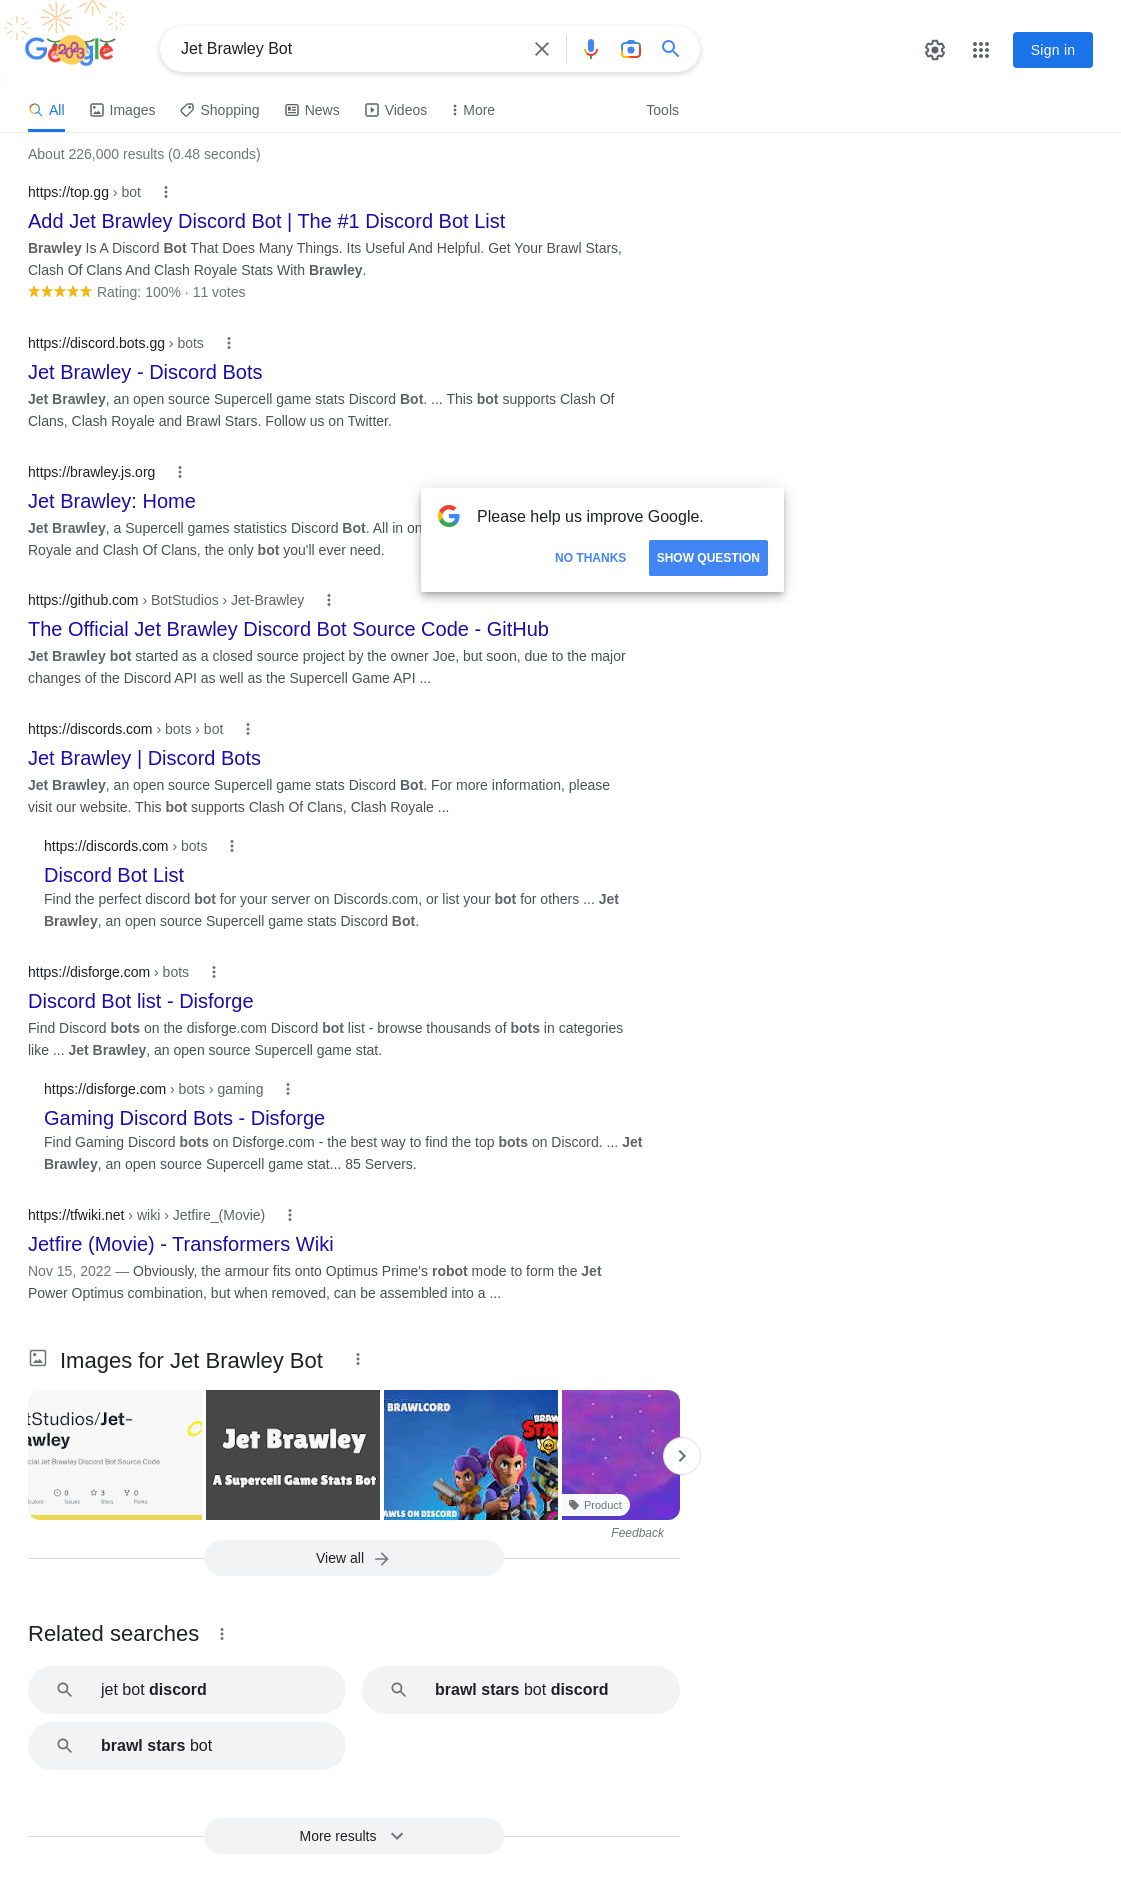 Google
Jet Brawley Bot
Sign in
All
Images
Shopping
News
Videos
More
Tools
About 226,000 results (0.48 seconds)
https://top.gg › bot
Add Jet Brawley Discord Bot | The #1 Discord Bot List
Brawley Is A Discord Bot That Does Many Things. Its Useful And Helpful. Get Your Brawl Stars,
Clash Of Clans And Clash Royale Stats With Brawley.
Rating: 100% · 11 votes
https://discord.bots.gg › bots
Jet Brawley - Discord Bots
Jet Brawley, an open source Supercell game stats Discord Bot. ... This bot supports Clash Of
Clans, Clash Royale and Brawl Stars. Follow us on Twitter.
https://brawley.js.org
Jet Brawley: Home
Jet Brawley, a Supercell games statistics Discord Bot. All in on
Royale and Clash Of Clans, the only bot you'll ever need.
Please help us improve Google.
NO THANKS
SHOW QUESTION
https://github.com › BotStudios › Jet-Brawley
The Official Jet Brawley Discord Bot Source Code - GitHub
Jet Brawley bot started as a closed source project by the owner Joe, but soon, due to the major
changes of the Discord API as well as the Supercell Game API ...
https://discords.com › bots › bot
Jet Brawley | Discord Bots
Jet Brawley, an open source Supercell game stats Discord Bot. For more information, please
visit our website. This bot supports Clash Of Clans, Clash Royale ...
https://discords.com › bots
Discord Bot List
Find the perfect discord bot for your server on Discords.com, or list your bot for others ... Jet
Brawley, an open source Supercell game stats Discord Bot.
https://disforge.com › bots
Discord Bot list - Disforge
Find Discord bots on the disforge.com Discord bot list - browse thousands of bots in categories
like ... Jet Brawley, an open source Supercell game stat.
https://disforge.com › bots › gaming
Gaming Discord Bots - Disforge
Find Gaming Discord bots on Disforge.com - the best way to find the top bots on Discord. ... Jet
Brawley, an open source Supercell game stat... 85 Servers.
https://tfwiki.net › wiki › Jetfire_(Movie)
Jetfire (Movie) - Transformers Wiki
Nov 15, 2022 — Obviously, the armour fits onto Optimus Prime's robot mode to form the Jet
Power Optimus combination, but when removed, can be assembled into a ...
Images for Jet Brawley Bot
tStudios/Jet-
awley
cial Jet Brawley Discord Bot Source Code
0
3
0
butors
Issues
Stars
Forks
Jet Brawley
A Supercell Game Stats Bot
BRAWLCORD
BRAW
STA
AWLS ON DISCORD
Product
Feedback
View all
Related searches
jet bot discord
brawl stars bot discord
brawl stars bot
More results